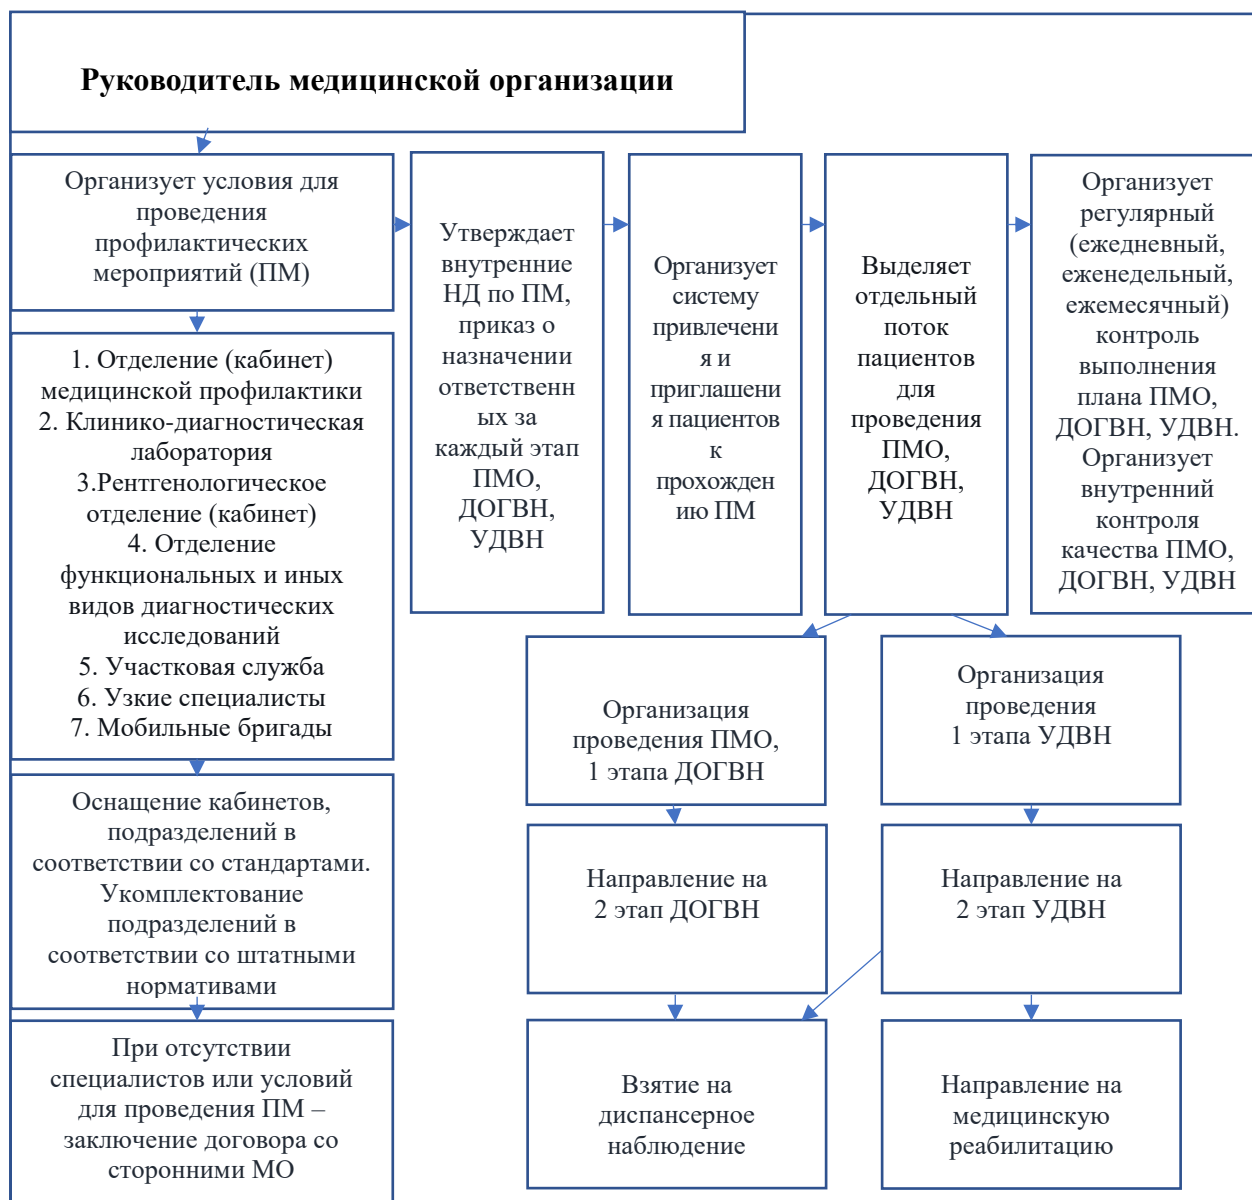 Руководитель медицинской организации
Организует условия для
проведения
профилактических
мероприятий (ПМ)
Утверждает
внутренние
НД по ПМ,
приказ о
назначении
ответственн
ых за
каждый этап
ПМО,
ДОГВН,
УДВН
Организует
систему
привлечени
я и
приглашени
я пациентов
к
прохожден
ию ПМ
Выделяет
отдельный
поток
пациентов
для
проведения
ПМО,
ДОГВН,
УДВН
Организует
регулярный
(ежедневный,
еженедельный,
ежемесячный)
контроль
выполнения
плана ПМО,
ДОГВН, УДВН.
Организует
внутренний
контроля
качества ПМО,
ДОГВН, УДВН
1. Отделение (кабинет)
медицинской профилактики
2. Клинико-диагностическая
лаборатория
3.Рентгенологическое
отделение (кабинет)
4. Отделение
функциональных и иных
видов диагностических
исследований
5. Участковая служба
6. Узкие специалисты
7. Мобильные бригады
Организация
проведения ПМО,
1 этапа ДОГВН
Организация
проведения
1 этапа УДВН
Оснащение кабинетов,
подразделений в
соответствии со стандартами.
Укомплектование
подразделений в
соответствии со штатными
нормативами
Направление на
2 этап ДОГВН
Направление на
2 этап УДВН
При отсутствии
специалистов или условий
для проведения ПМ –
заключение договора со
сторонними МО
Взятие на
диспансерное
наблюдение
Направление на
медицинскую
реабилитацию